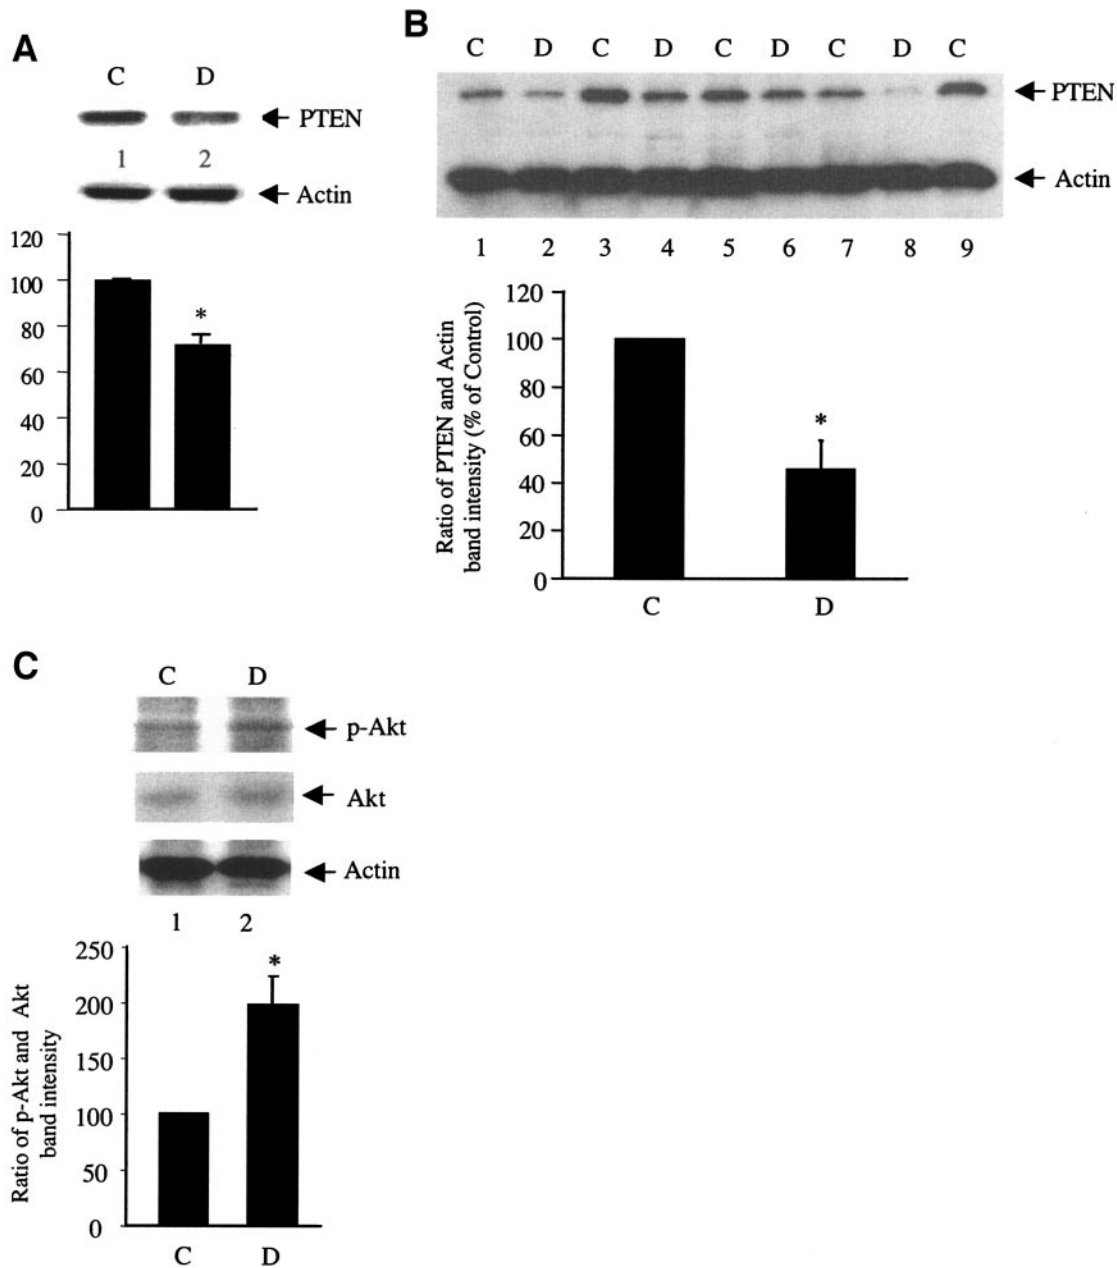 A
C D
PTEN
1 2
Actin
120
100
80
*
60
40
20
0
B
C D C D C D C D C
PTEN
Actin
1 2 3 4 5 6 7 8 9
Ratio of PTEN and Actin
band intensity (% of Control)
120
100
80
*
60
40
20
0
C D
C
C D
p-Akt
Akt
Actin
1 2
Ratio of p-Akt and Akt
band intensity
250
*
200
150
100
50
0
C D